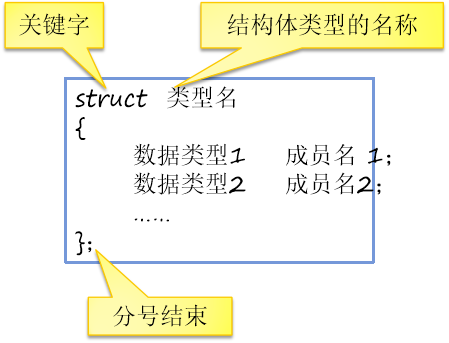 关键字
结构体类型的名称
struct 类型名
{
数据类型1 成员名 1;
数据类型2 成员名2;
……
};
分号结束